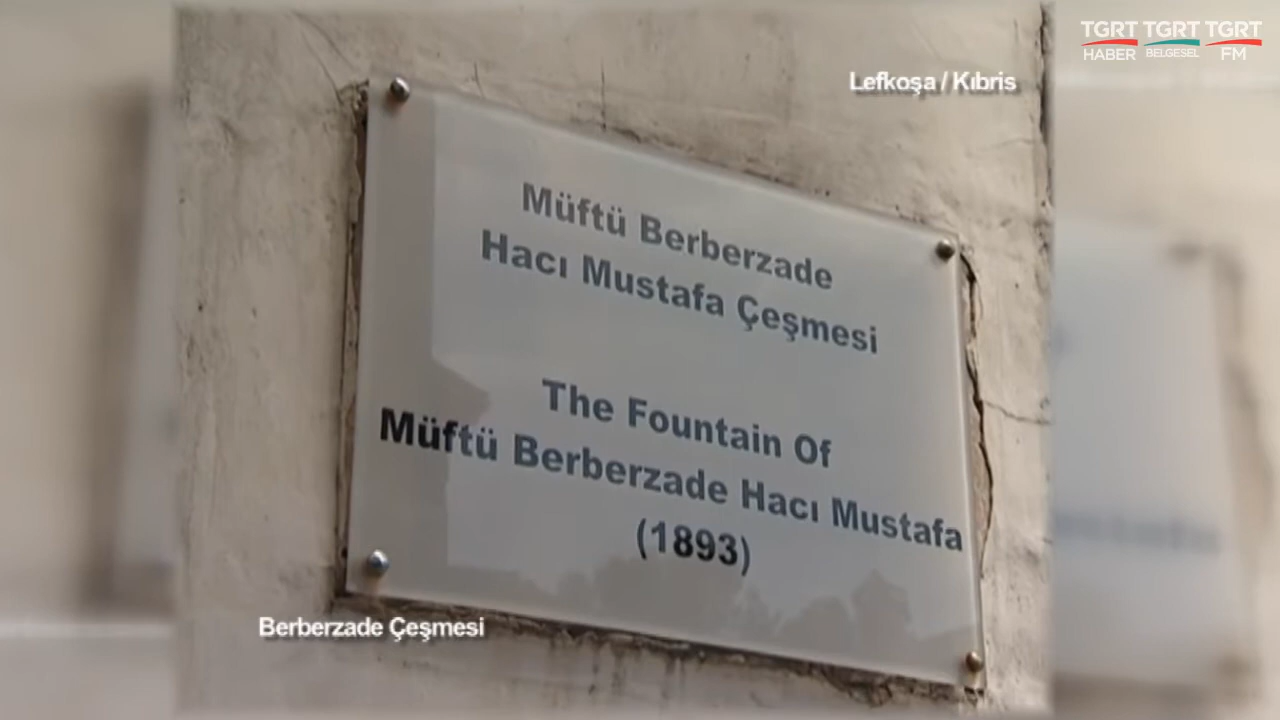 TGRT TGRT TGRT
HABER BELGESEL FM
Lefkoşa / Kıbrıs
Müftü Berberzade
Hacı Mustafa Çeşmesi
The Fountain Of
Müftü Berberzade Hacı Mustafa
(1893)
Berberzade Çeşmesi